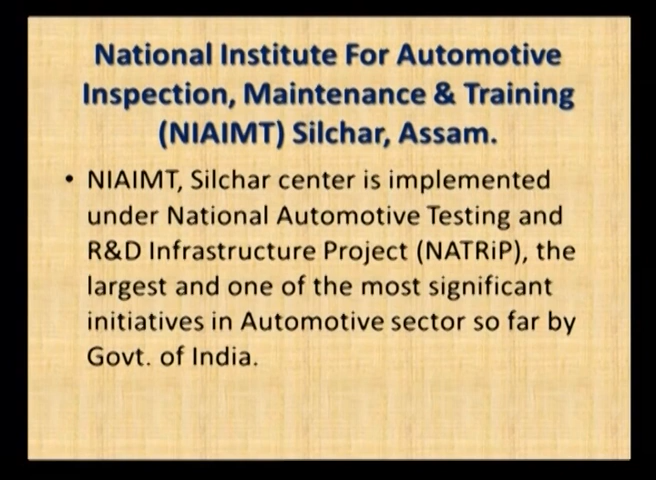 National Institute For Automotive
Inspection, Maintenance & Training
(NIAIMT) Silchar, Assam.
• NIAIMT, Silchar center is implemented
under National Automotive Testing and
R&D Infrastructure Project (NATRiP), the
largest and one of the most significant
initiatives in Automotive sector so far by
Govt. of India.